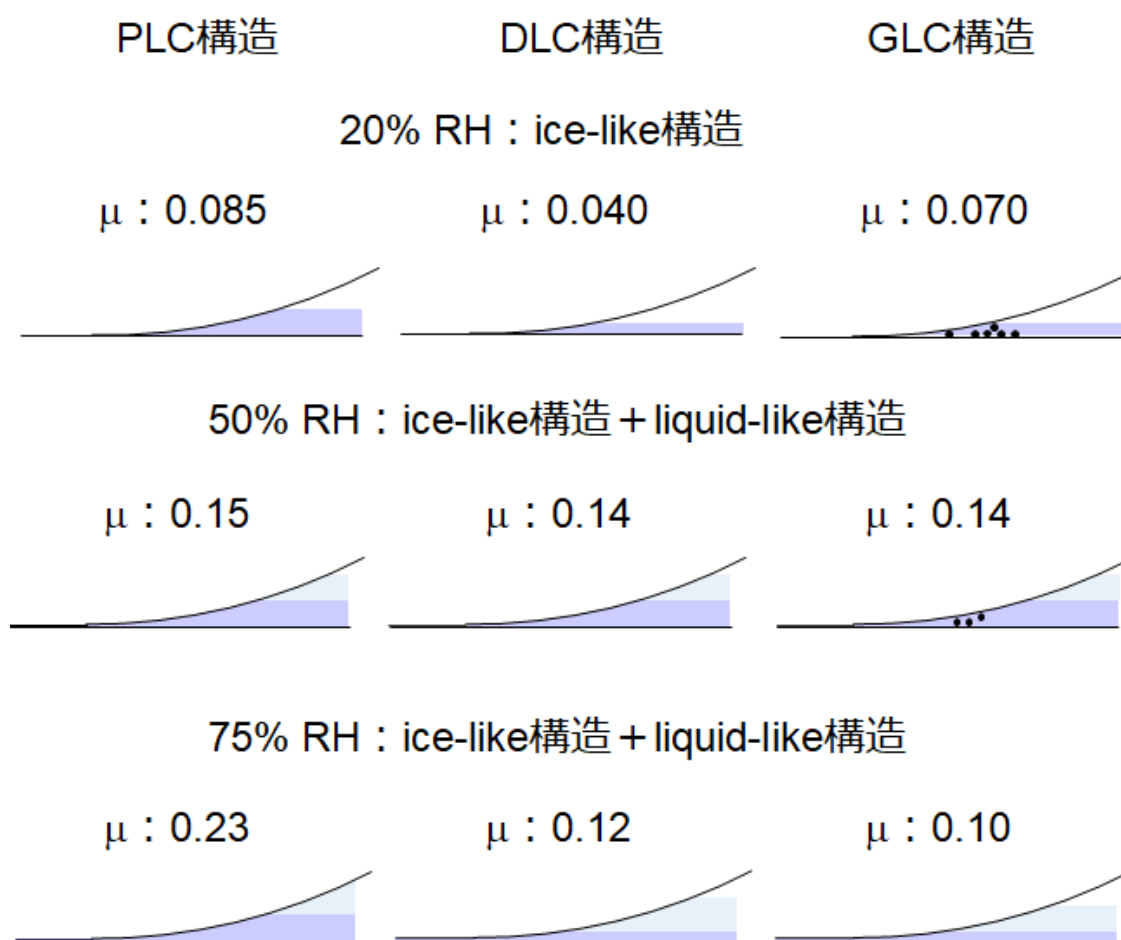 PLC構造 DLC構造 GLC構造
20% RH：ice-like構造
μ：0.085 μ：0.040 μ：0.070
50% RH：ice-like構造＋liquid-like構造
μ：0.15 μ：0.14 μ：0.14
75% RH：ice-like構造＋liquid-like構造
μ：0.23 μ：0.12 μ：0.10